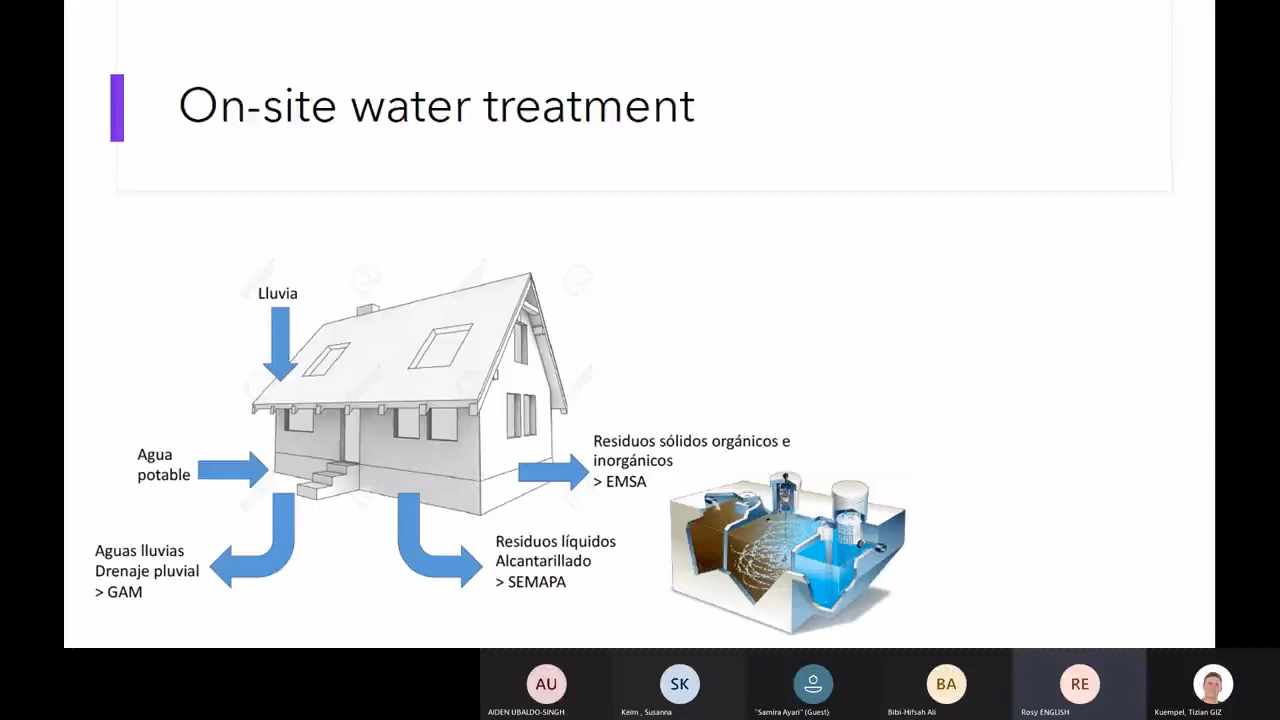 On-site water treatment
Lluvia
Agua
potable
Residuos sólidos orgánicos e
inorgánicos
> EMSA
Aguas lluvias
Drenaje pluvial
> GAM
Residuos líquidos
Alcantarillado
> SEMAPA
AU
SK
BA
RE
AIDEN UBALDO-SINGH
Keim , Susanna
"Samira Ayari" (Guest)
Bibi-Hifsah Ali
Rosy ENGLISH
Kuempel, Tizian GIZ